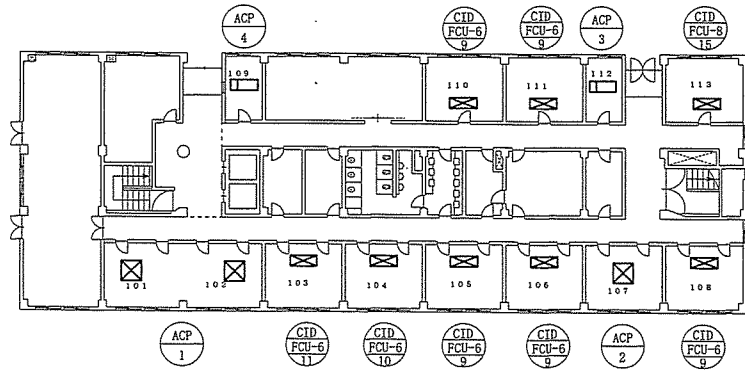 ACP
4
CID
FCU-6
9
CID
FCU-6
9
ACP
3
CID
FCU-8
15
109
110
111
112
113
101
102
103
104
105
106
107
108
ACP
1
CID
FCU-6
11
CID
FCU-6
10
CID
FCU-6
9
CID
FCU-6
9
ACP
2
CID
FCU-6
9